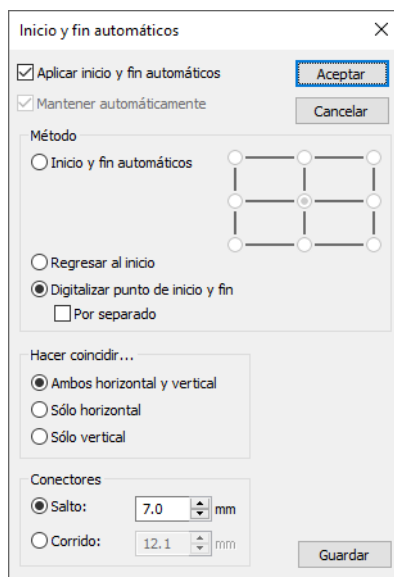 Inicio y fin automáticos
Aplicar inicio y fin automáticos
Aceptar
Mantener automáticamente
Cancelar
Método
Inicio y fin automáticos
Regresar al inicio
Digitalizar punto de inicio y fin
Por separado
Hacer coincidir...
Ambos horizontal y vertical
Sólo horizontal
Sólo vertical
Conectores
Salto: 7.0 mm
Corrido: 12.1 mm
Guardar